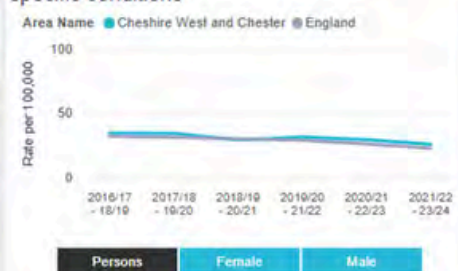 specific conditions
Area Name Cheshire West and Chester England
100
50
0
Rate per 100,000
2016/17 2017/18 2018/19 2019/20 2020/21 2021/22
- 18/19 - 19/20 - 20/21 - 21/22 - 22/23 - 23/24
Persons Female Male